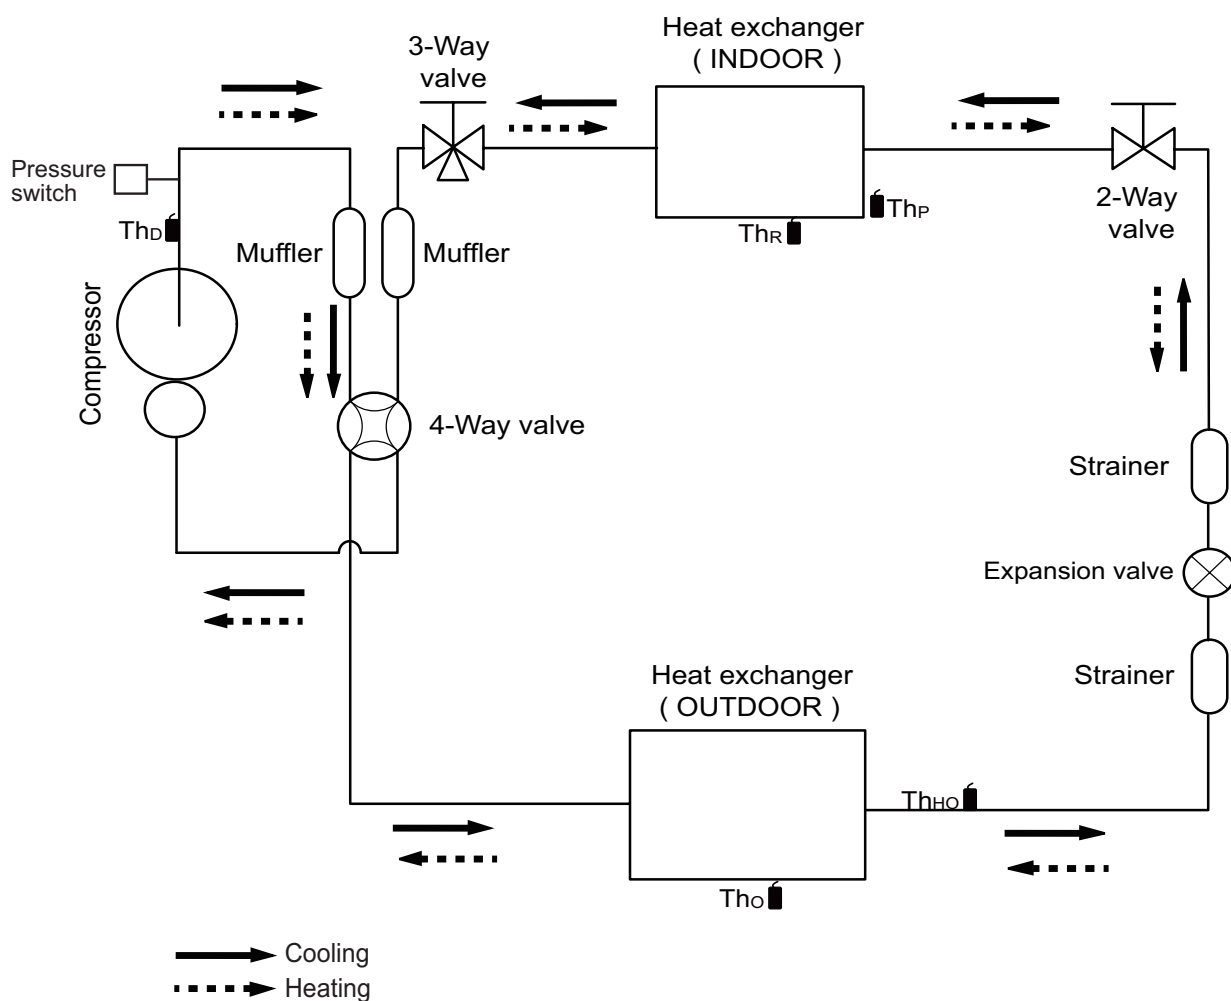 Heat exchanger
( INDOOR )
3-Way
valve
Pressure
switch
ThD
Muffler
Muffler
ThR
ThP
2-Way
valve
Compressor
4-Way valve
Strainer
Expansion valve
Strainer
Heat exchanger
( OUTDOOR )
ThHO
ThO
Cooling
Heating